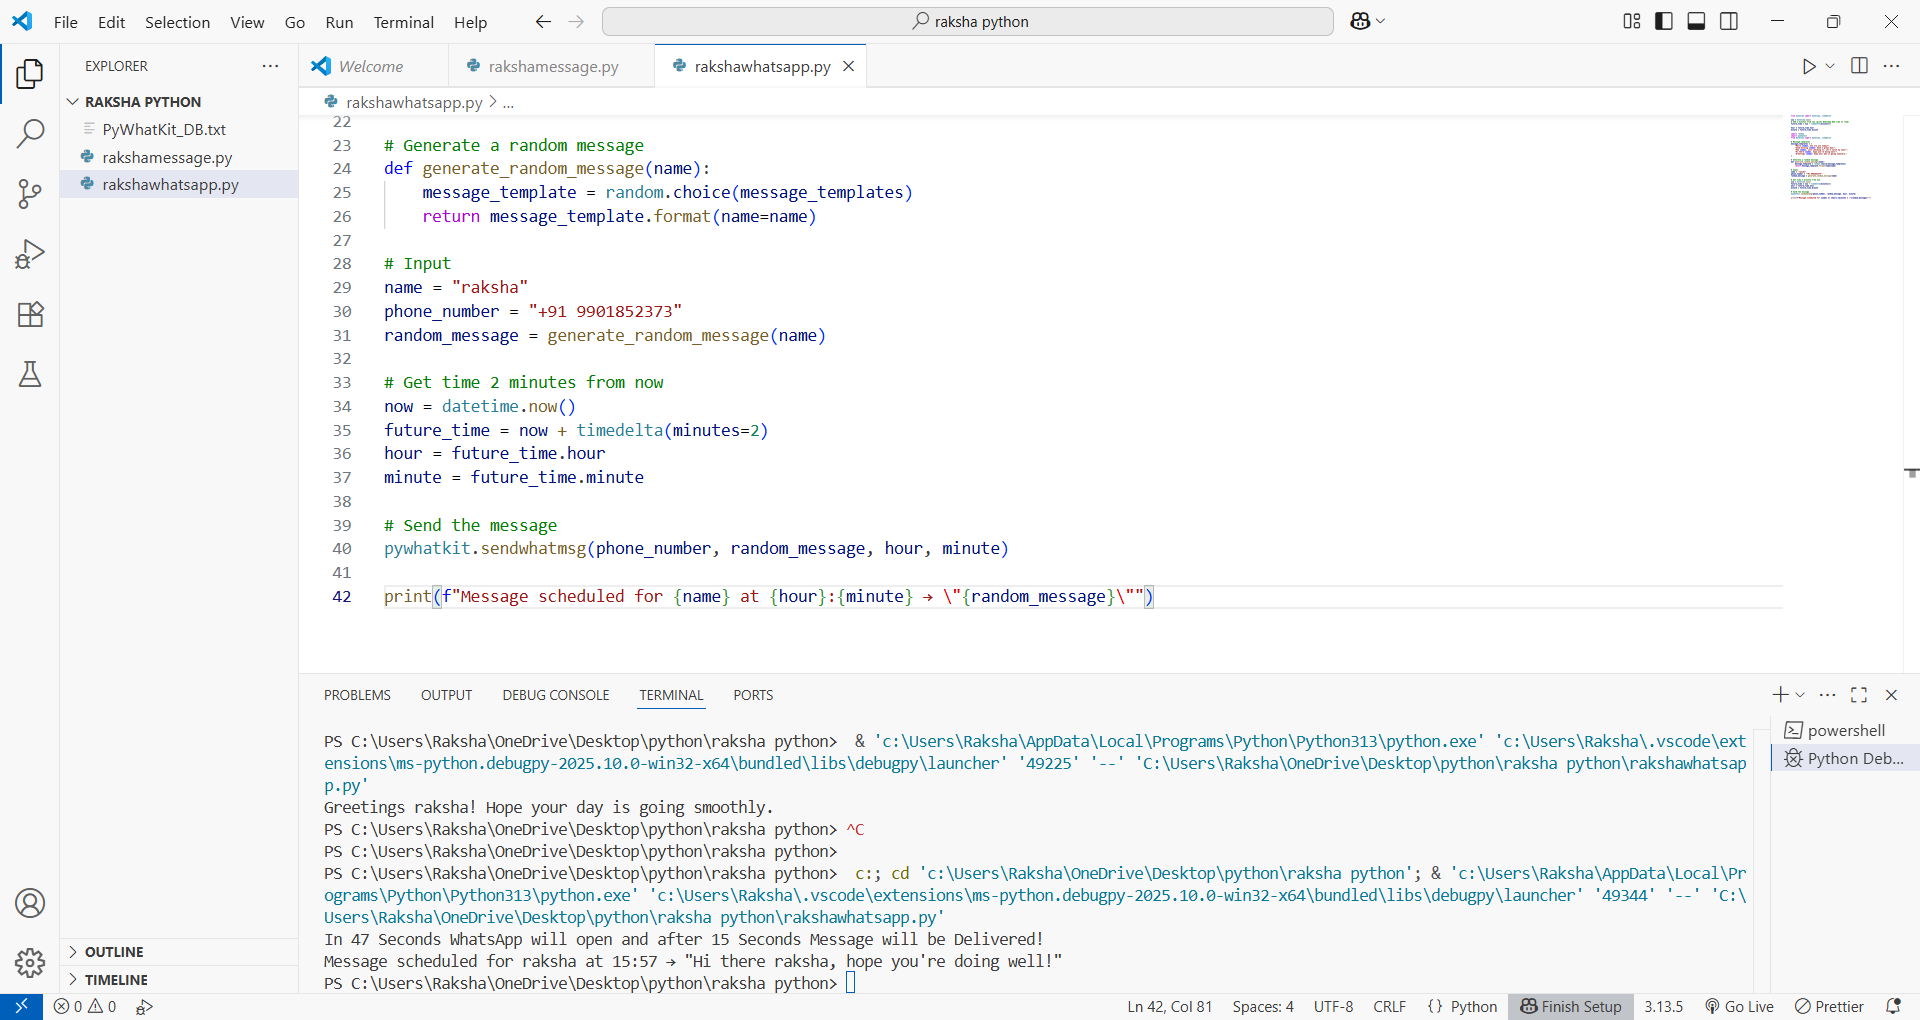 File Edit Selection View Go Run Terminal Help
raksha python
EXPLORER
RAKSHA PYTHON
PyWhatKit_DB.txt
rakshamessage.py
rakshawhatsapp.py
OUTLINE
TIMELINE
Welcome
rakshamessage.py
rakshawhatsapp.py
rakshawhatsapp.py > ...
22
23 # Generate a random message
24 def generate_random_message(name):
25 message_template = random.choice(message_templates)
26 return message_template.format(name=name)
27
28 # Input
29 name = "raksha"
30 phone_number = "+91 9901852373"
31 random_message = generate_random_message(name)
32
33 # Get time 2 minutes from now
34 now = datetime.now()
35 future_time = now + timedelta(minutes=2)
36 hour = future_time.hour
37 minute = future_time.minute
38
39 # Send the message
40 pywhatkit.sendwhatmsg(phone_number, random_message, hour, minute)
41
42 print(f"Message scheduled for {name} at {hour}:{minute} → \"{random_message}\"")
PROBLEMS OUTPUT DEBUG CONSOLE TERMINAL PORTS
PS C:\Users\Raksha\OneDrive\Desktop\python\raksha python> & 'c:\Users\Raksha\AppData\Local\Programs\Python\Python313\python.exe' 'c:\Users\Raksha\.vscode\ext
ensions\ms-python.debugpy-2025.10.0-win32-x64\bundled\libs\debugpy\launcher' '49225' '--' 'C:\Users\Raksha\OneDrive\Desktop\python\raksha python\rakshawhatsap
p.py'
Greetings raksha! Hope your day is going smoothly.
PS C:\Users\Raksha\OneDrive\Desktop\python\raksha python> ^C
PS C:\Users\Raksha\OneDrive\Desktop\python\raksha python>
PS C:\Users\Raksha\OneDrive\Desktop\python\raksha python> c:; cd 'c:\Users\Raksha\OneDrive\Desktop\python\raksha python'; & 'c:\Users\Raksha\AppData\Local\Pr
ograms\Python\Python313\python.exe' 'c:\Users\Raksha\.vscode\extensions\ms-python.debugpy-2025.10.0-win32-x64\bundled\libs\debugpy\launcher' '49344' '--' 'C:\
Users\Raksha\OneDrive\Desktop\python\raksha python\rakshawhatsapp.py'
In 47 Seconds WhatsApp will open and after 15 Seconds Message will be Delivered!
Message scheduled for raksha at 15:57 → "Hi there raksha, hope you're doing well!"
PS C:\Users\Raksha\OneDrive\Desktop\python\raksha python>
powershell
Python Deb...
0 0
Ln 42, Col 81 Spaces: 4 UTF-8 CRLF {} Python Finish Setup 3.13.5 Go Live Prettier